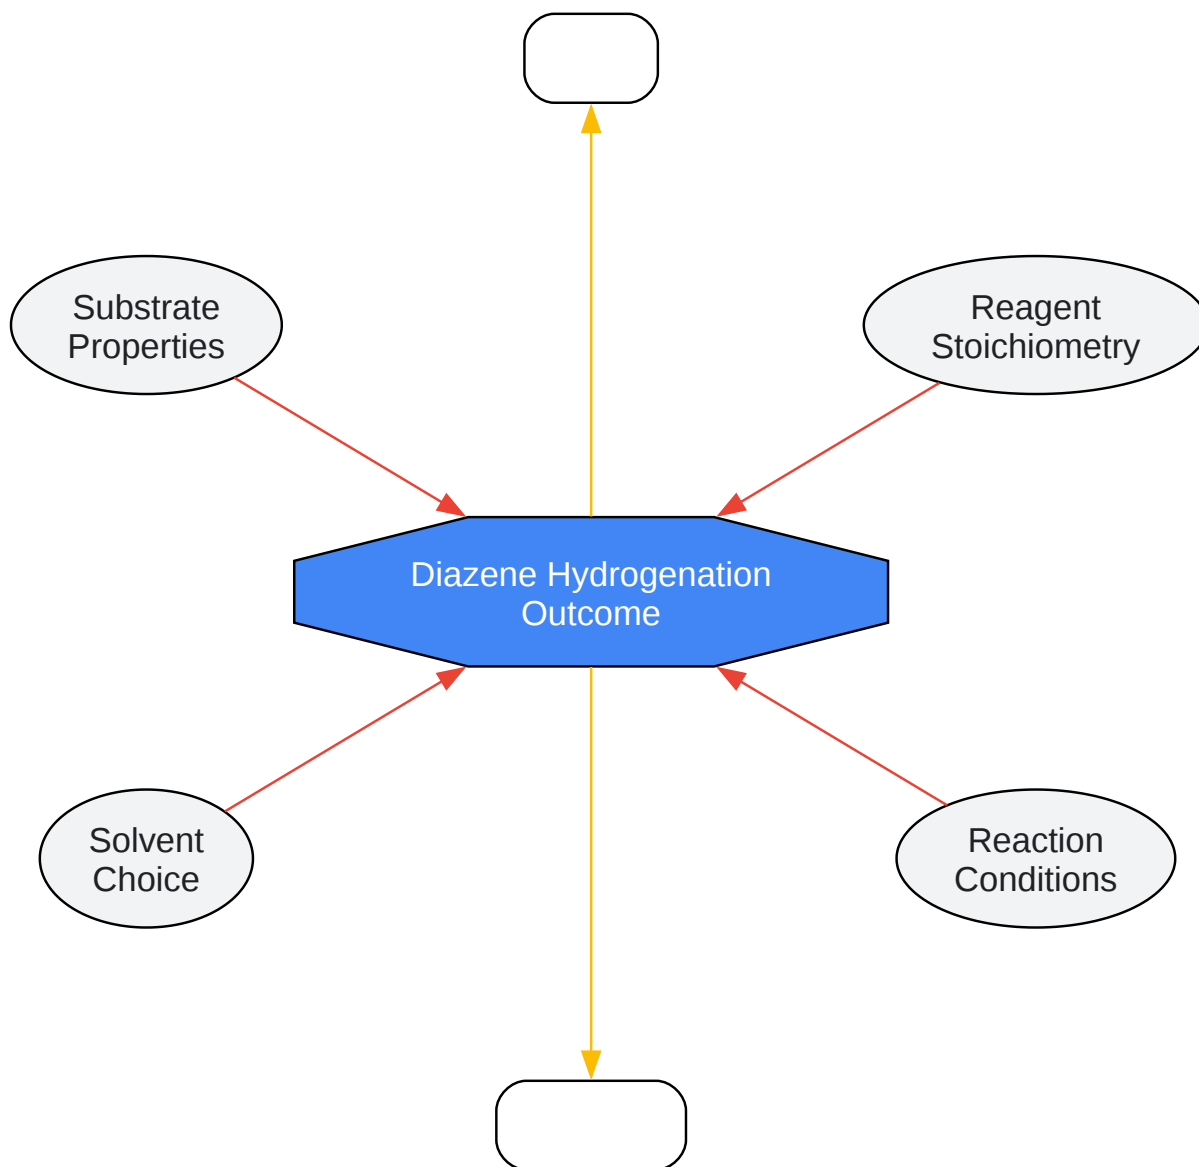 Substrate
Properties
Reagent
Stoichiometry
Diazene Hydrogenation
Outcome
Solvent
Choice
Reaction
Conditions